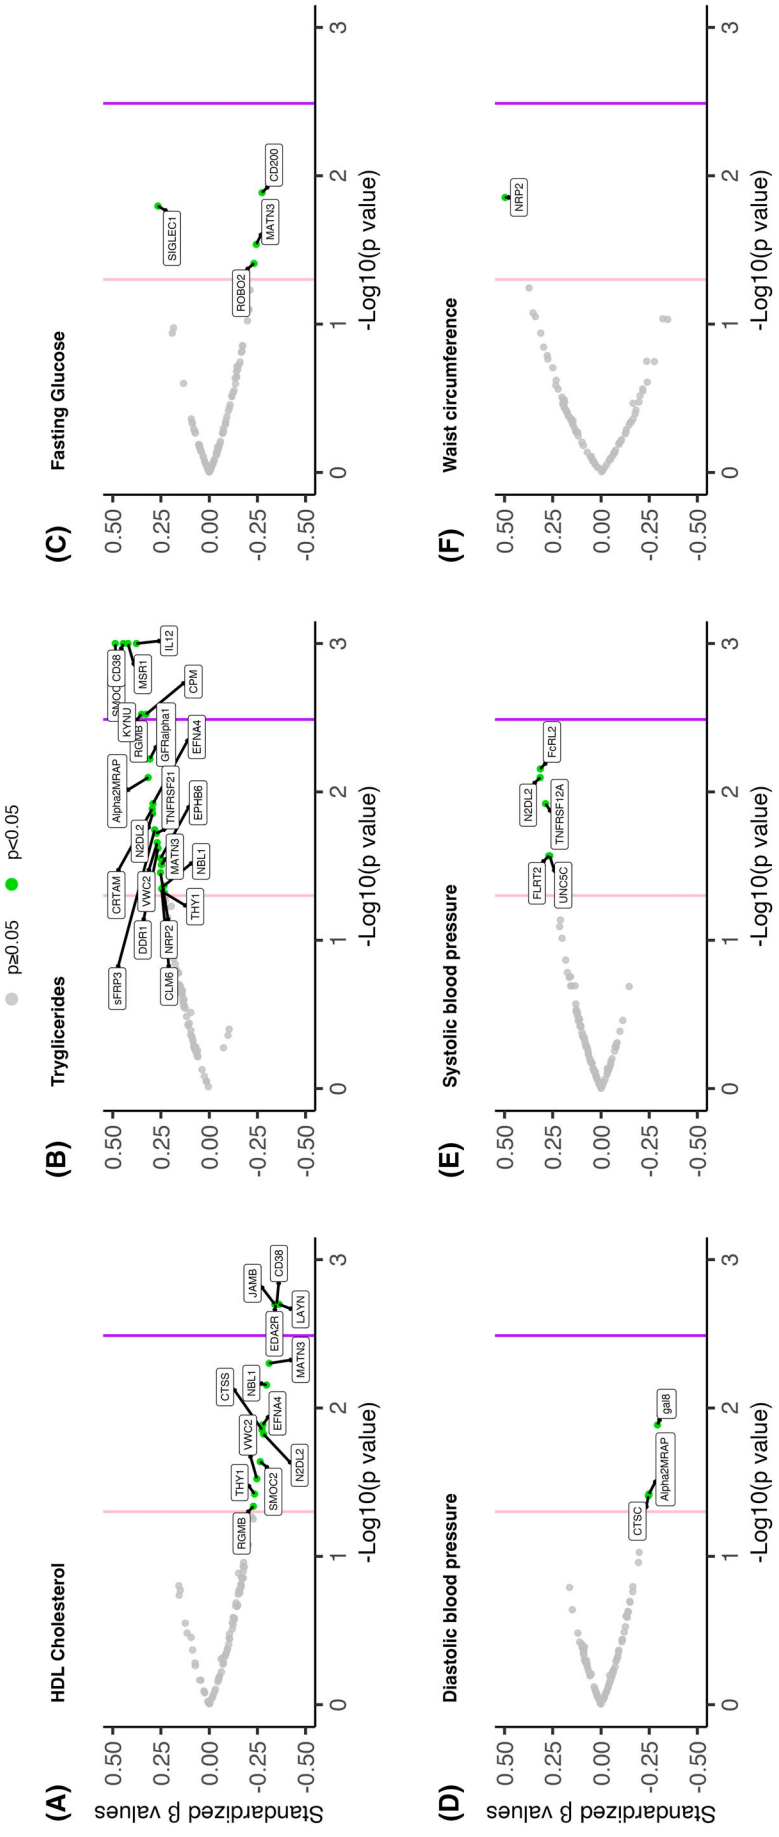 p≥0.05 p<0.05
(A)
HDL Cholesterol
Standardized β values
0.50
0.25
0.00
-0.25
-0.50
RGMB
THY1
VWC2
CTSS
NBL1
JAMB
CD38
EDA2R
LAYN
MATN3
EFNA4
N2DL2
SMOC2
0 1 2 3
-Log10(p value)
(B)
Tryglicerides
0.50
0.25
0.00
-0.25
-0.50
sFRP3
CRTAM
Alpha2MRAP
CD38
KYNU
MSR1
IL12
RGMB
CPM
GFRalpha1
EFNA4
N2DL2
TNFRSF21
EPHB6
DDR1
VWC2
MATN3
NBL1
CLM6
NRP2
THY1
0 1 2 3
-Log10(p value)
(C)
Fasting Glucose
0.50
0.25
0.00
-0.25
-0.50
SIGLEC1
ROBO2
MATN3
CD200
0 1 2 3
-Log10(p value)
(D)
Diastolic blood pressure
Standardized β values
0.50
0.25
0.00
-0.25
-0.50
CTSC
Alpha2MRAP
gal8
0 1 2 3
-Log10(p value)
(E)
Systolic blood pressure
0.50
0.25
0.00
-0.25
-0.50
FLRT2
UNC5C
N2DL2
TNFRSF12A
FcRL2
0 1 2 3
-Log10(p value)
(F)
Waist circumference
0.50
0.25
0.00
-0.25
-0.50
NRP2
0 1 2 3
-Log10(p value)